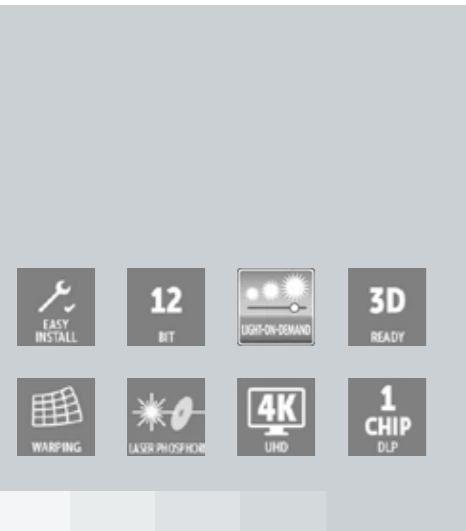 EASY
INSTALL
12
BIT
LIGHT-ON-DEMAND
3D
READY
WARPING
LASER PHOSPHOR
4K
UHD
1
CHIP
DLP